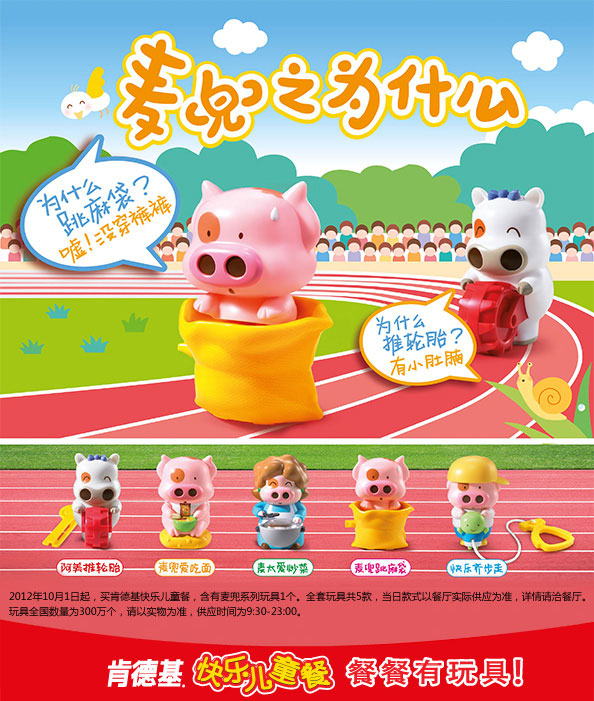 麦兜之为什么
为什么
跳麻袋?
嘘!没穿裤裤
为什么
推轮胎?
有小肚腩
阿美推轮胎
麦兜爱吃面
麦太爱炒菜
麦兜跳麻袋
快乐齐步走
2012年10月1日起,买肯德基快乐儿童餐,含有麦兜系列玩具1个。全套玩具共5款,当日款式以餐厅实际供应为准,详情请洽餐厅。
玩具全国数量为300万个,请以实物为准,供应时间为9:30-23:00。
肯德基 快乐儿童餐 餐餐有玩具!